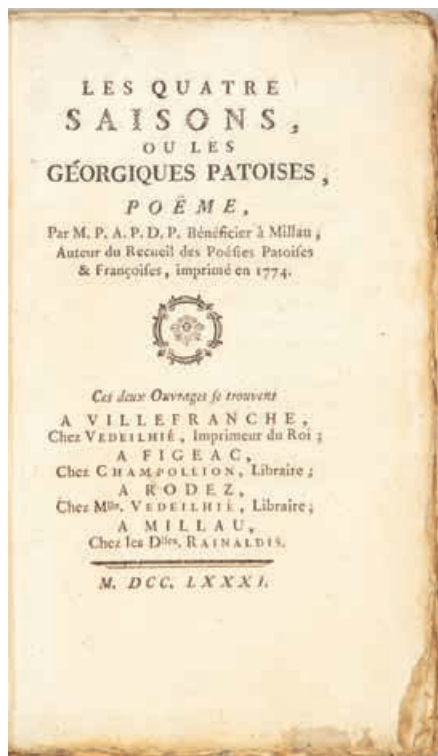 LES QUATRE
SAISONS,
OU LES
GÉORGIQUES PATOISES,
POËME,
Par M. P. A. P. D. P. Bénéficier à Millau,
Auteur du Recueil des Poéſies Patoiſes
& Françoiſes, imprimé en 1774.
Ces deux Ouvrages ſe trouvent
A VILLEFRANCHE,
Chez VEDEILHIÉ, Imprimeur du Roi;
A FIGEAC,
Chez CHAMPOLLION, Libraire;
A RODEZ,
Chez Mlle. VEDEILHIÉ, Libraire;
A MILLAU,
Chez les Dlles. RAINALDIS.
M. DCC. LXXXI.